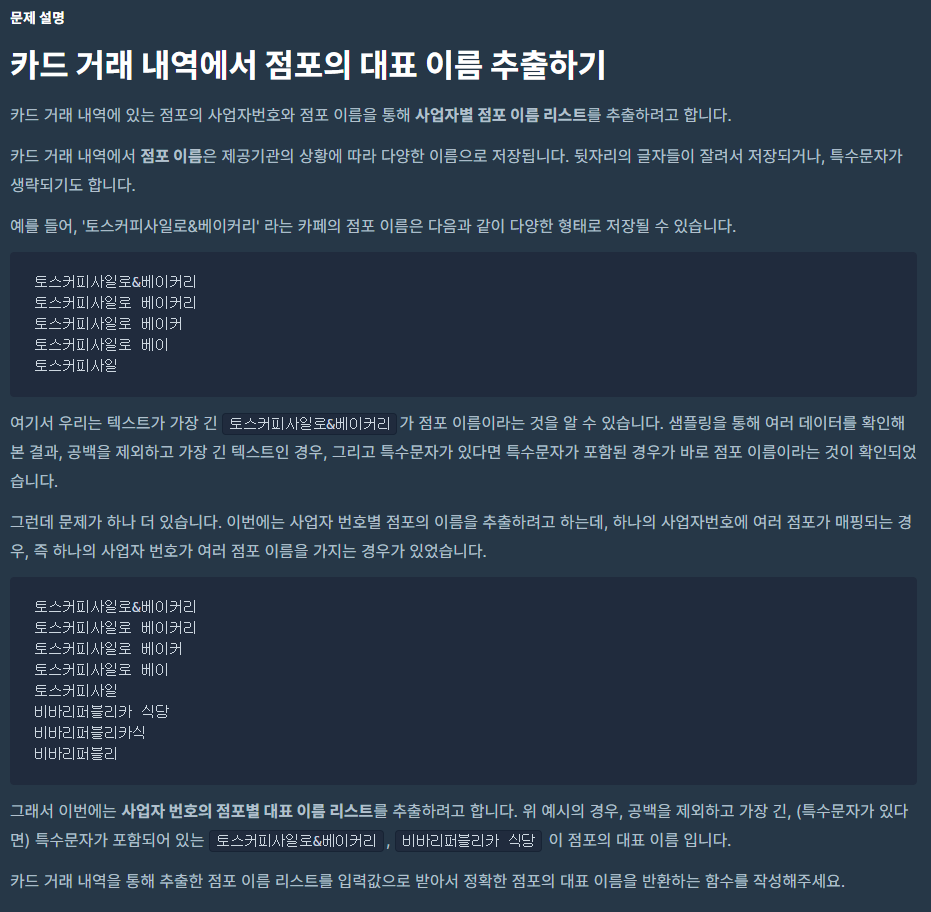 문제 설명
카드 거래 내역에서 점포의 대표 이름 추출하기
카드 거래 내역에 있는 점포의 사업자번호와 점포 이름을 통해 사업자별 점포 이름 리스트를 추출하려고 합니다.
카드 거래 내역에서 점포 이름은 제공기관의 상황에 따라 다양한 이름으로 저장됩니다. 뒷자리의 글자들이 잘려서 저장되거나, 특수문자가
생략되기도 합니다.
예를 들어, '토스커피사일로&베이커리' 라는 카페의 점포 이름은 다음과 같이 다양한 형태로 저장될 수 있습니다.
토스커피사일로&베이커리
토스커피사일로 베이커리
토스커피사일로 베이커
토스커피사일로 베이
토스커피사일
여기서 우리는 텍스트가 가장 긴 토스커피사일로&베이커리 가 점포 이름이라는 것을 알 수 있습니다. 샘플링을 통해 여러 데이터를 확인해
본 결과, 공백을 제외하고 가장 긴 텍스트인 경우, 그리고 특수문자가 있다면 특수문자가 포함된 경우가 바로 점포 이름이라는 것이 확인되었
습니다.
그런데 문제가 하나 더 있습니다. 이번에는 사업자 번호별 점포의 이름을 추출하려고 하는데, 하나의 사업자번호에 여러 점포가 매핑되는 경
우, 즉 하나의 사업자 번호가 여러 점포 이름을 가지는 경우가 있었습니다.
토스커피사일로&베이커리
토스커피사일로 베이커리
토스커피사일로 베이커
토스커피사일로 베이
토스커피사일
비바리퍼블리카 식당
비바리퍼블리카식
비바리퍼블리
그래서 이번에는 사업자 번호의 점포별 대표 이름 리스트를 추출하려고 합니다. 위 예시의 경우, 공백을 제외하고 가장 긴, (특수문자가 있다
면) 특수문자가 포함되어 있는 토스커피사일로&베이커리 , 비바리퍼블리카 식당 이 점포의 대표 이름 입니다.
카드 거래 내역을 통해 추출한 점포 이름 리스트를 입력값으로 받아서 정확한 점포의 대표 이름을 반환하는 함수를 작성해주세요.